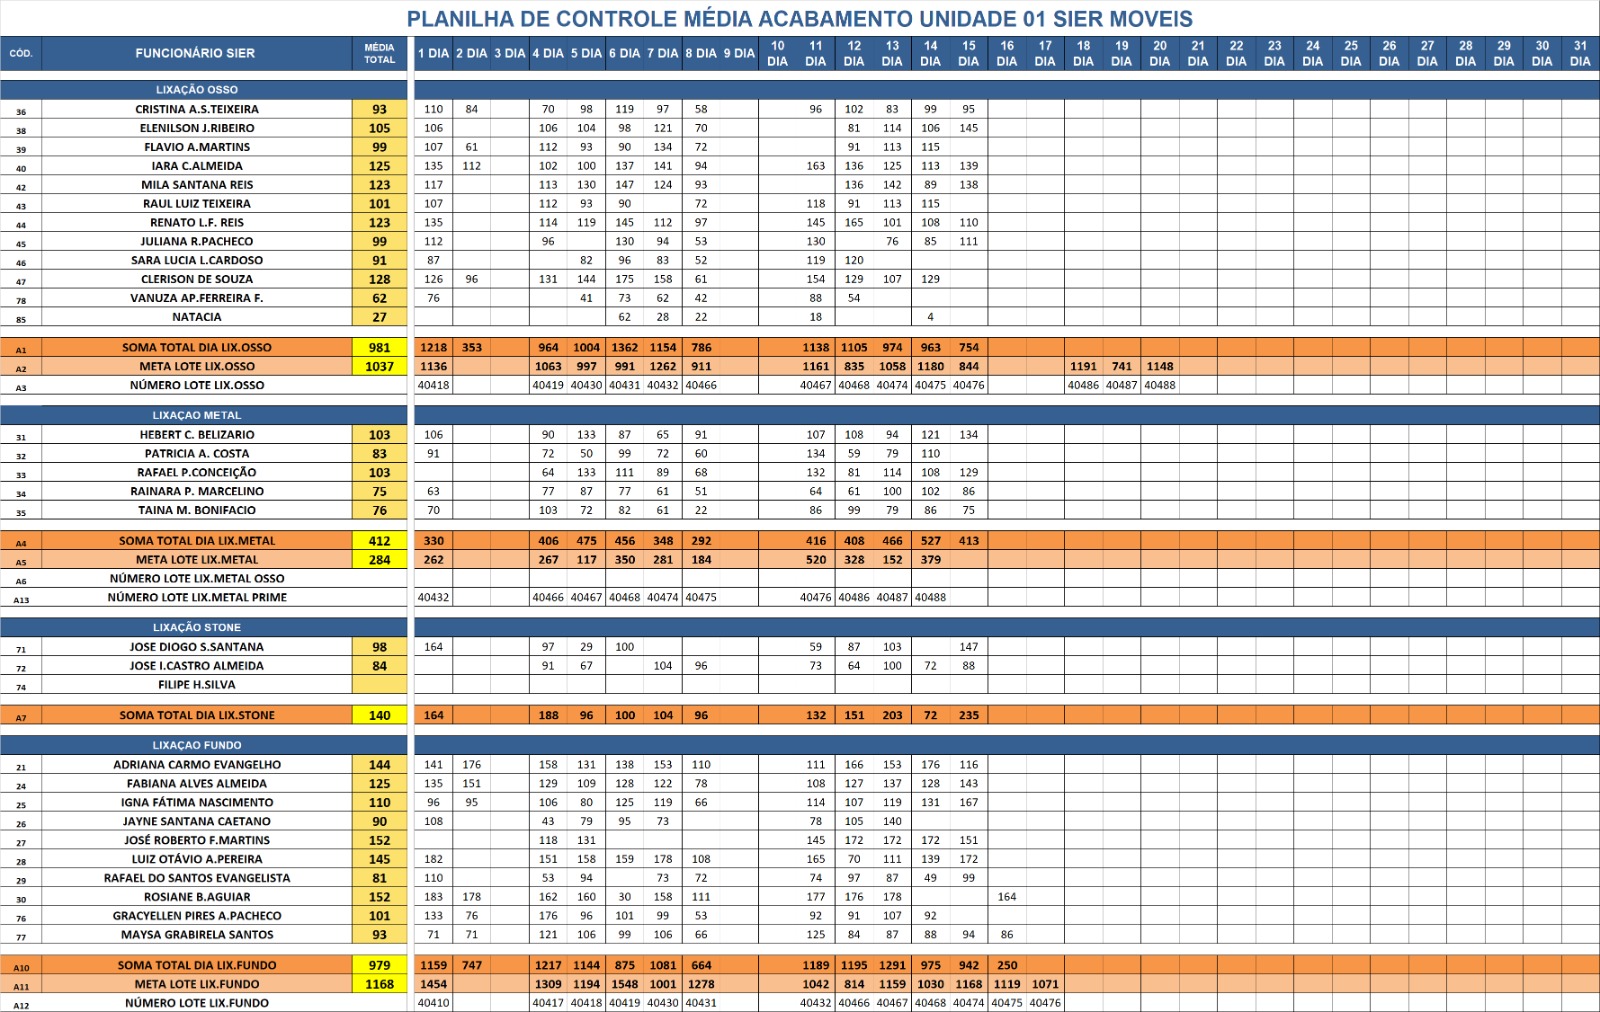 PLANILHA DE CONTROLE MÉDIA ACABAMENTO UNIDADE 01 SIER MOVEIS
CÓD. FUNCIONÁRIO SIER MÉDIA TOTAL 1 DIA 2 DIA 3 DIA 4 DIA 5 DIA 6 DIA 7 DIA 8 DIA 9 DIA 10 DIA 11 DIA 12 DIA 13 DIA 14 DIA 15 DIA 16 DIA 17 DIA 18 DIA 19 DIA 20 DIA 21 DIA 22 DIA 23 DIA 24 DIA 25 DIA 26 DIA 27 DIA 28 DIA 29 DIA 30 DIA 31 DIA
LIXAÇÃO OSSO
36 CRISTINA A.S.TEIXEIRA 93 110 84 70 98 119 97 58 96 102 83 99 95
38 ELENILSON J.RIBEIRO 105 106 106 104 98 121 70 81 114 106 145
39 FLAVIO A.MARTINS 99 107 61 112 93 90 134 72 91 113 115
40 IARA C.ALMEIDA 125 135 112 102 100 137 141 94 163 136 125 113 139
42 MILA SANTANA REIS 123 117 113 130 147 124 93 136 142 89 138
43 RAUL LUIZ TEIXEIRA 101 107 112 93 90 72 118 91 113 115
44 RENATO L.F. REIS 123 135 114 119 145 112 97 145 165 101 108 110
45 JULIANA R.PACHECO 99 112 96 130 94 53 130 76 85 111
46 SARA LUCIA L.CARDOSO 91 87 82 96 83 52 119 120
47 CLERISON DE SOUZA 128 126 96 131 144 175 158 61 154 129 107 129
78 VANUZA AP.FERREIRA F. 62 76 41 73 62 42 88 54
85 NATACIA 27 62 28 22 18 4
A1 SOMA TOTAL DIA LIX.OSSO 981 1218 353 964 1004 1362 1154 786 1138 1105 974 963 754
A2 META LOTE LIX.OSSO 1037 1136 1063 997 991 1262 911 1161 835 1058 1180 844 1191 741 1148
A3 NÚMERO LOTE LIX.OSSO 40418 40419 40430 40431 40432 40466 40467 40468 40474 40475 40476 40486 40487 40488
LIXAÇAO METAL
31 HEBERT C. BELIZARIO 103 106 90 133 87 65 91 107 108 94 121 134
32 PATRICIA A. COSTA 83 91 72 50 99 72 60 134 59 79 110
33 RAFAEL P.CONCEIÇÃO 103 64 133 111 89 68 132 81 114 108 129
34 RAINARA P. MARCELINO 75 63 77 87 77 61 51 64 61 100 102 86
35 TAINA M. BONIFACIO 76 70 103 72 82 61 22 86 99 79 86 75
A4 SOMA TOTAL DIA LIX.METAL 412 330 406 475 456 348 292 416 408 466 527 413
A5 META LOTE LIX.METAL 284 262 267 117 350 281 184 520 328 152 379
A6 NÚMERO LOTE LIX.METAL OSSO
A13 NÚMERO LOTE LIX.METAL PRIME 40432 40466 40467 40468 40474 40475 40476 40486 40487 40488
LIXAÇÃO STONE
71 JOSE DIOGO S.SANTANA 98 164 97 29 100 59 87 103 147
72 JOSE I.CASTRO ALMEIDA 84 91 67 104 96 73 64 100 72 88
74 FILIPE H.SILVA
A7 SOMA TOTAL DIA LIX.STONE 140 164 188 96 100 104 96 132 151 203 72 235
LIXAÇAO FUNDO
21 ADRIANA CARMO EVANGELHO 144 141 176 158 131 138 153 110 111 166 153 176 116
24 FABIANA ALVES ALMEIDA 125 135 151 129 109 128 122 78 108 127 137 128 143
25 IGNA FÁTIMA NASCIMENTO 110 96 95 106 80 125 119 66 114 107 119 131 167
26 JAYNE SANTANA CAETANO 90 108 43 79 95 73 78 105 140
27 JOSÉ ROBERTO F.MARTINS 152 118 131 145 172 172 172 151
28 LUIZ OTÁVIO A.PEREIRA 145 182 151 158 159 178 108 165 70 111 139 172
29 RAFAEL DO SANTOS EVANGELISTA 81 110 53 94 73 72 74 97 87 49 99
30 ROSIANE B.AGUIAR 152 183 178 162 160 30 158 111 177 176 178 164
76 GRACYELLEN PIRES A.PACHECO 101 133 76 176 96 101 99 53 92 91 107 92
77 MAYSA GRABIRELA SANTOS 93 71 71 121 106 99 106 66 125 84 87 88 94 86
A10 SOMA TOTAL DIA LIX.FUNDO 979 1159 747 1217 1144 875 1081 664 1189 1195 1291 975 942 250
A11 META LOTE LIX.FUNDO 1168 1454 1309 1194 1548 1001 1278 1042 814 1159 1030 1168 1119 1071
A12 NÚMERO LOTE LIX.FUNDO 40410 40417 40418 40419 40430 40431 40432 40466 40467 40468 40474 40475 40476